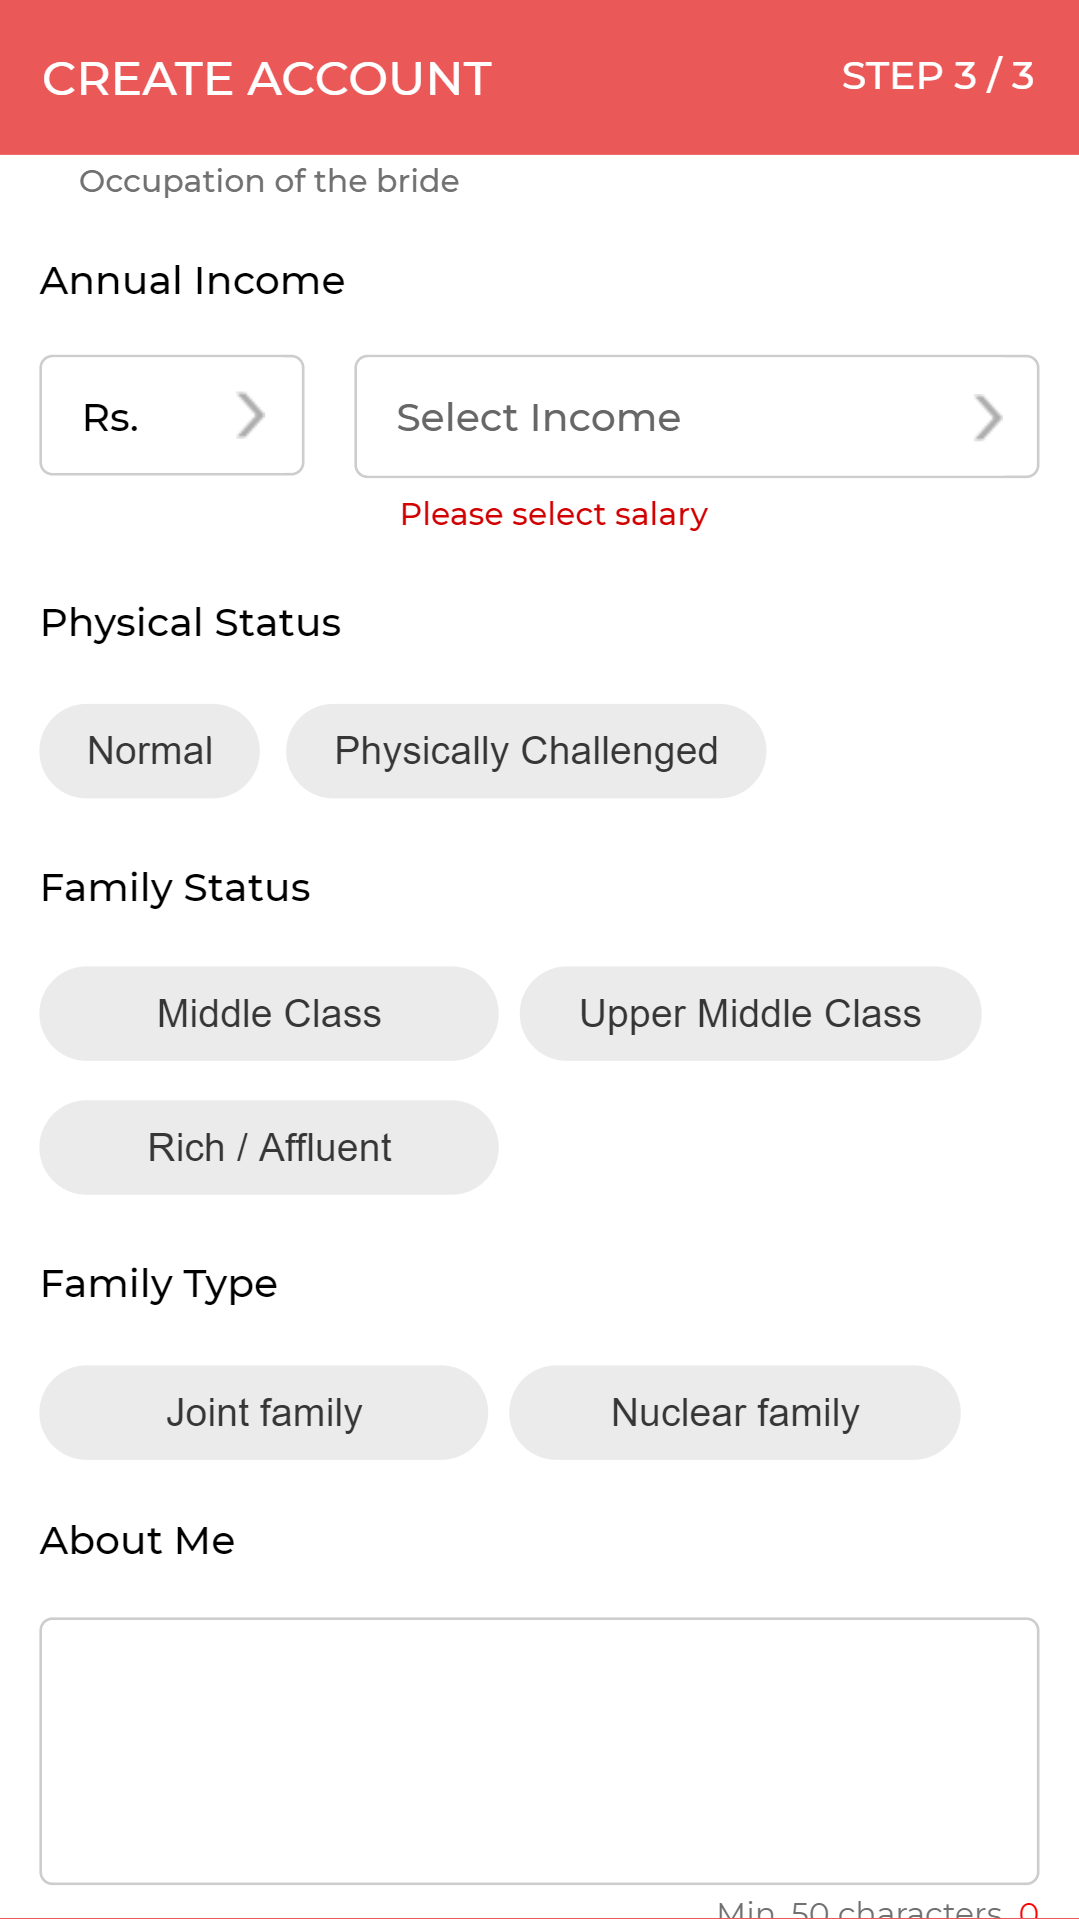 CREATE ACCOUNT STEP 3 / 3
Occupation of the bride
Annual Income
Rs. Select Income
Please select salary
Physical Status
Normal Physically Challenged
Family Status
Middle Class Upper Middle Class
Rich / Affluent
Family Type
Joint family Nuclear family
About Me
Min. 50 characters 0